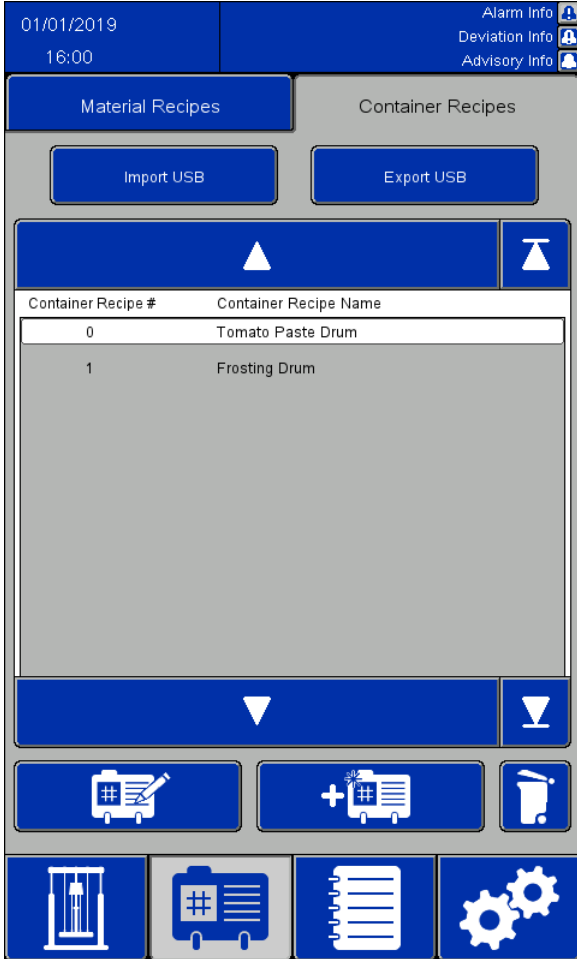 01/01/2019
16:00
Alarm Info
Deviation Info
Advisory Info
Material Recipes
Container Recipes
Import USB
Export USB
Container Recipe # Container Recipe Name
0 Tomato Paste Drum
1 Frosting Drum
#
+ #
#